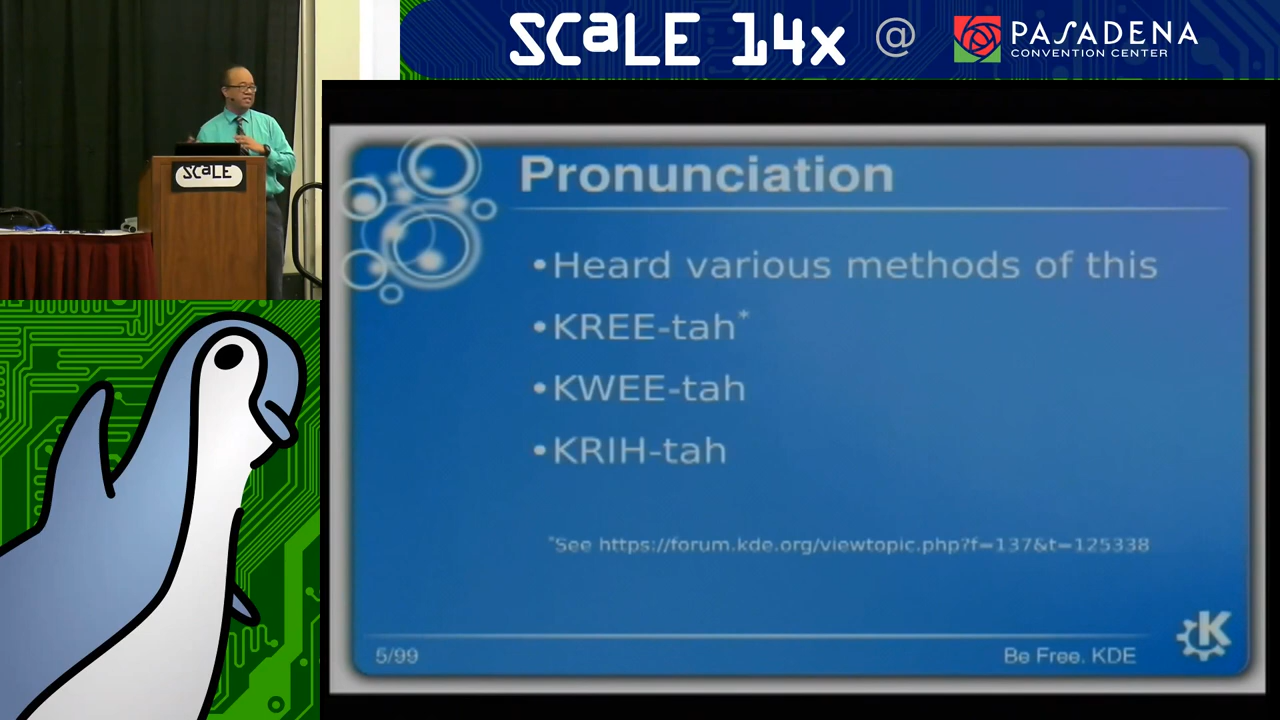 SCaLE 14x @ PASADENA
CONVENTION CENTER
SCaLE
Pronunciation
•Heard various methods of this
•KREE-tah*
•KWEE-tah
•KRIH-tah
*See https://forum.kde.org/viewtopic.php?f=137&t=125338
5/99
Be Free. KDE
K